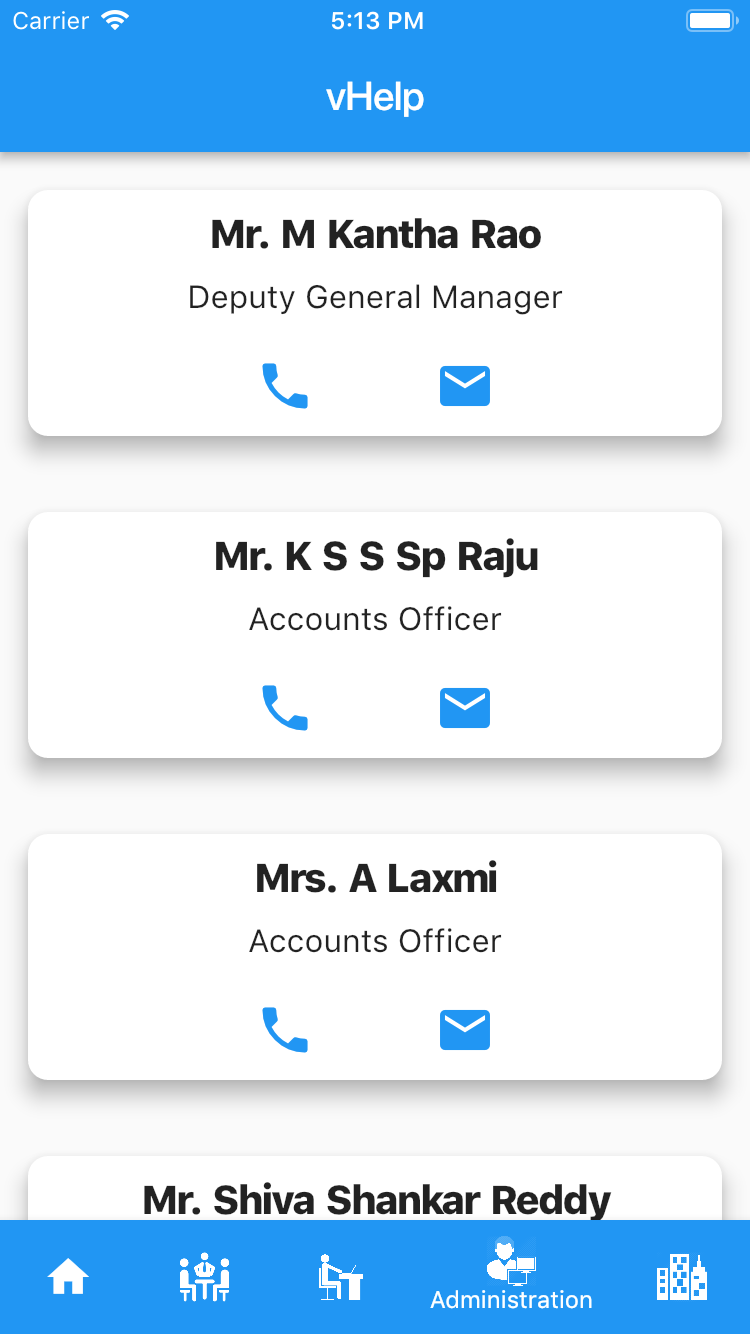 Carrier 5:13 PM
vHelp
Mr. M Kantha Rao
Deputy General Manager
Mr. K S S Sp Raju
Accounts Officer
Mrs. A Laxmi
Accounts Officer
Mr. Shiva Shankar Reddy
Administration